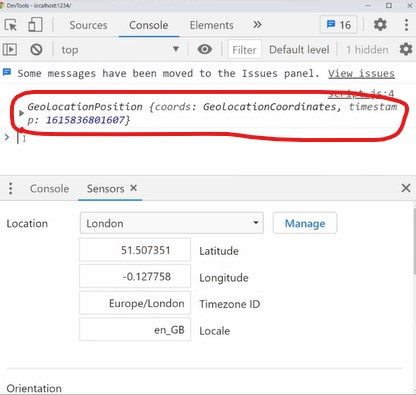 DevTools - localhost:1234/
Sources Console Elements » 16
top Filter Default level 1 hidden
Some messages have been moved to the Issues panel. View issues
script.js:4
GeoLocationPosition {coords: GeolocationCoordinates, timestam
p: 1615836801607}
Console Sensors ×
Location London Manage
51.507351 Latitude
-0.127758 Longitude
Europe/London Timezone ID
en_GB Locale
Orientation